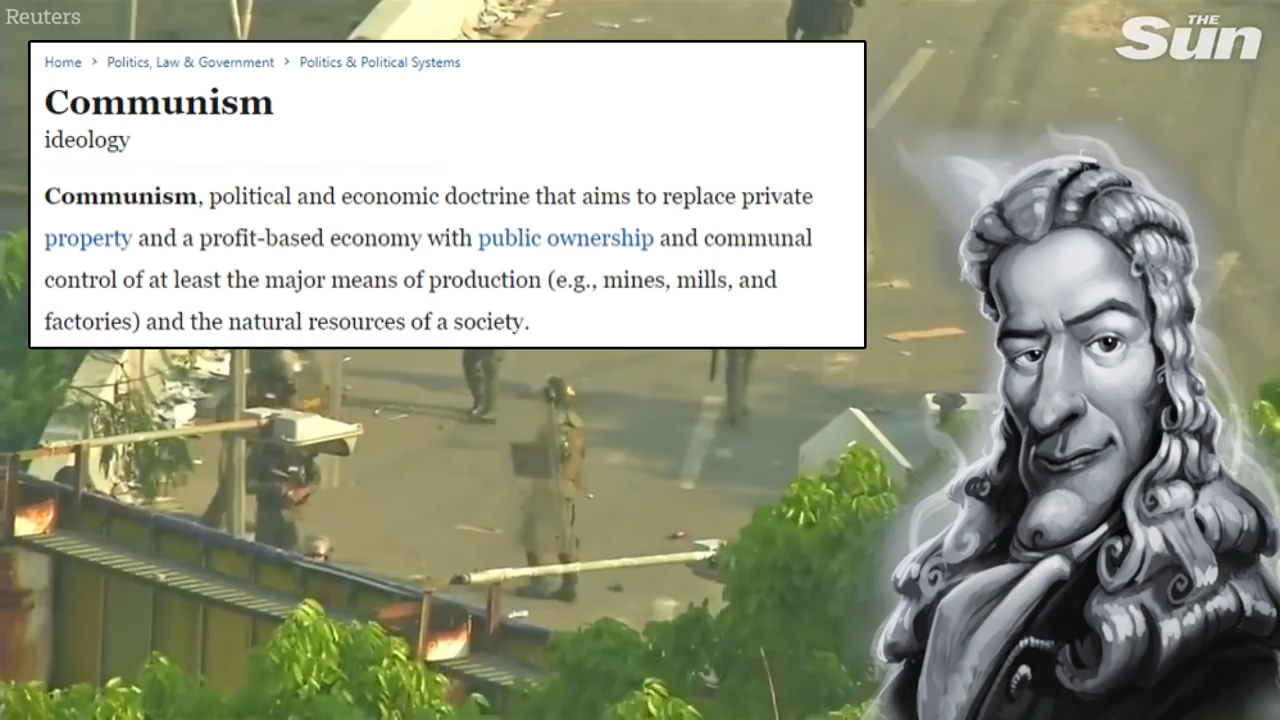 Reuters
THE
Sun
Home > Politics, Law & Government > Politics & Political Systems
Communism
ideology
Communism, political and economic doctrine that aims to replace private
property and a profit-based economy with public ownership and communal
control of at least the major means of production (e.g., mines, mills, and
factories) and the natural resources of a society.